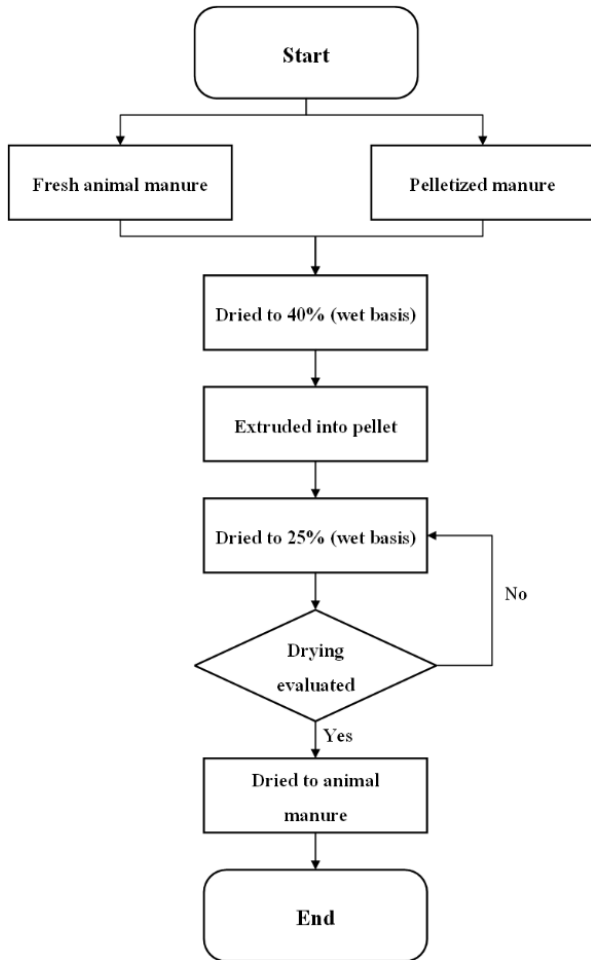 Start
Fresh animal manure
Pelletized manure
Dried to 40% (wet basis)
Extruded into pellet
Dried to 25% (wet basis)
No
Drying
evaluated
Yes
Dried to animal
manure
End